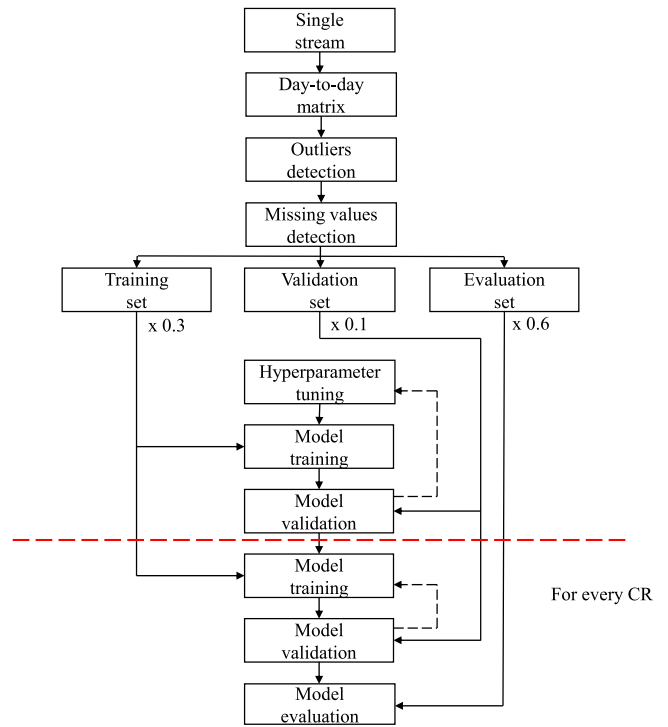 Single
stream
Day-to-day
matrix
Outliers
detection
Missing values
detection
Training
set
Validation
set
Evaluation
set
x 0.3
x 0.1
x 0.6
Hyperparameter
tuning
Model
training
Model
validation
Model
training
For every CR
Model
validation
Model
evaluation